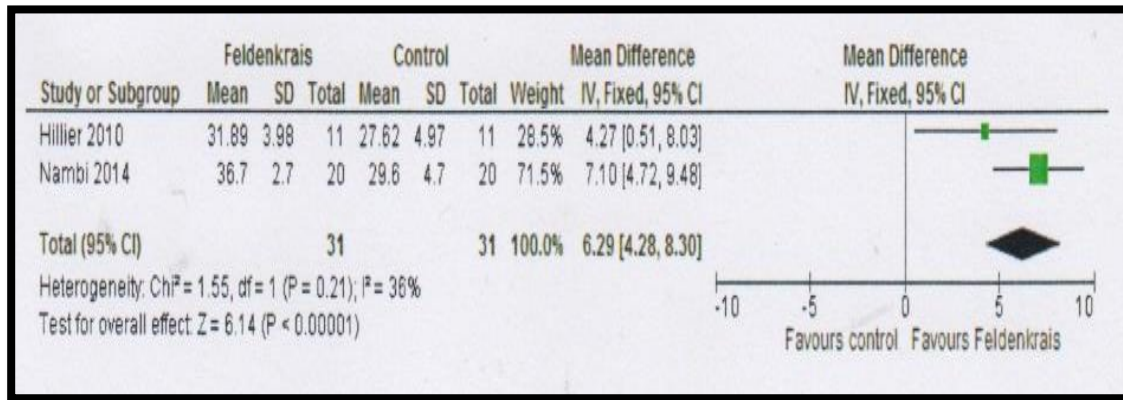 Feldenkrais Control Mean Difference Mean Difference
Study or Subgroup Mean SD Total Mean SD Total Weight IV, Fixed, 95% CI IV, Fixed, 95% CI
Hillier 2010 31.89 3.98 11 27.62 4.97 11 28.5% 4.27 [0.51, 8.03]
Nambi 2014 36.7 2.7 20 29.6 4.7 20 71.5% 7.10 [4.72, 9.48]
Total (95% CI) 31 31 100.0% 6.29 [4.28, 8.30]
Heterogeneity: Chi² = 1.55, df = 1 (P = 0.21); I² = 36%
Test for overall effect: Z = 6.14 (P < 0.00001)
-10 -5 0 5 10
Favours control Favours Feldenkrais